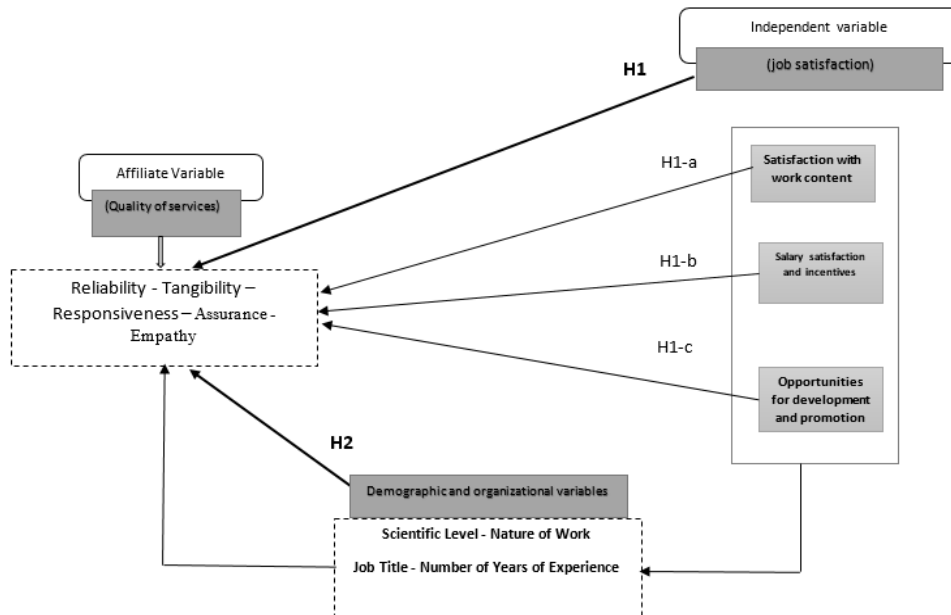 Independent variable
(job satisfaction)
H1
H1-a
Satisfaction with
work content
Affiliate Variable
(Quality of services)
H1-b
Salary satisfaction
and incentives
Reliability - Tangibility –
Responsiveness – Assurance -
Empathy
H1-c
Opportunities
for development
and promotion
H2
Demographic and organizational variables
Scientific Level - Nature of Work
Job Title - Number of Years of Experience